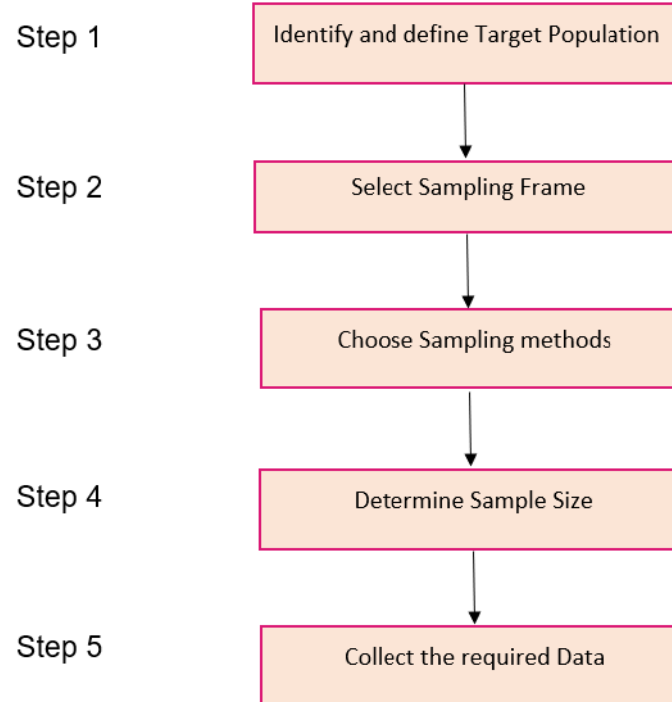 Step 1
Identify and define Target Population
Step 2
Select Sampling Frame
Step 3
Choose Sampling methods
Step 4
Determine Sample Size
Step 5
Collect the required Data